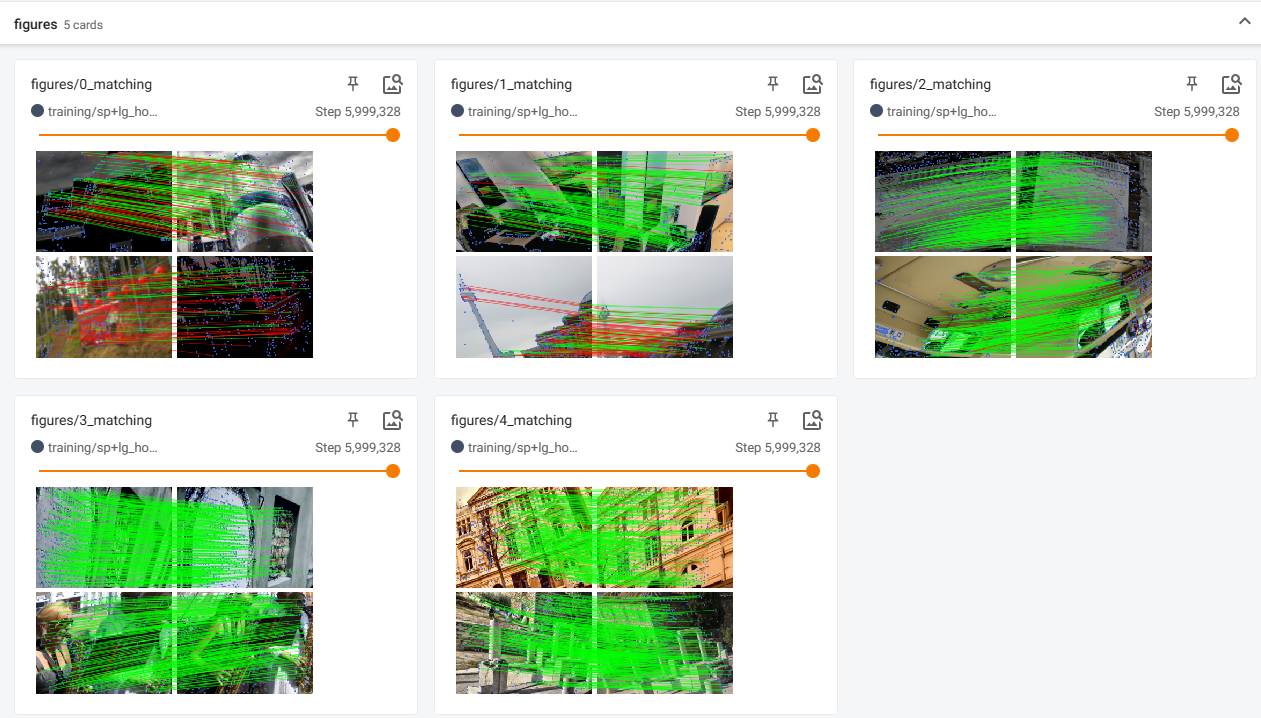 figures 5 cards
figures/0_matching
training/sp+lg_ho...
Step 5,999,328
figures/1_matching
training/sp+lg_ho...
Step 5,999,328
figures/2_matching
training/sp+lg_ho...
Step 5,999,328
figures/3_matching
training/sp+lg_ho...
Step 5,999,328
figures/4_matching
training/sp+lg_ho...
Step 5,999,328